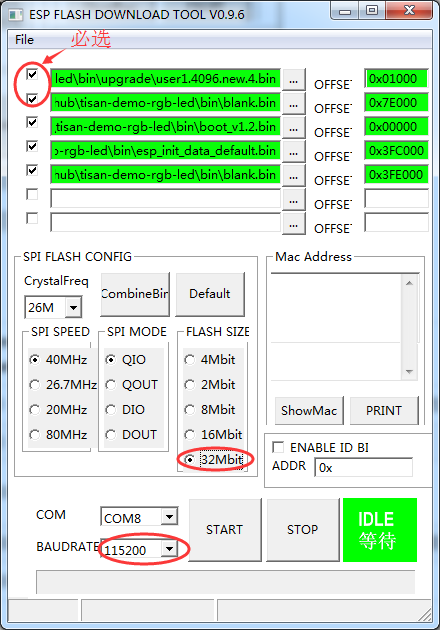 ESP FLASH DOWNLOAD TOOL V0.9.6
File
必选
led\bin\upgrade\user1.4096.new.4.bin ... OFFSET 0x01000
hub\tisan-demo-rgb-led\bin\blank.bin ... OFFSET 0x7E000
tisan-demo-rgb-led\bin\boot_v1.2.bin ... OFFSET 0x00000
o-rgb-led\bin\esp_init_data_default.bin ... OFFSET 0x3FC000
hub\tisan-demo-rgb-led\bin\blank.bin ... OFFSET 0x3FE000
... OFFSET
... OFFSET
SPI FLASH CONFIG
CrystalFreq
26M
CombineBin
Default
SPI SPEED
40MHz
26.7MHz
20MHz
80MHz
SPI MODE
QIO
QOUT
DIO
DOUT
FLASH SIZE
4Mbit
2Mbit
8Mbit
16Mbit
32Mbit
Mac Address
ShowMac
PRINT
ENABLE ID BI
ADDR 0x
COM COM8
BAUDRATE 115200
START
STOP
IDLE
等待